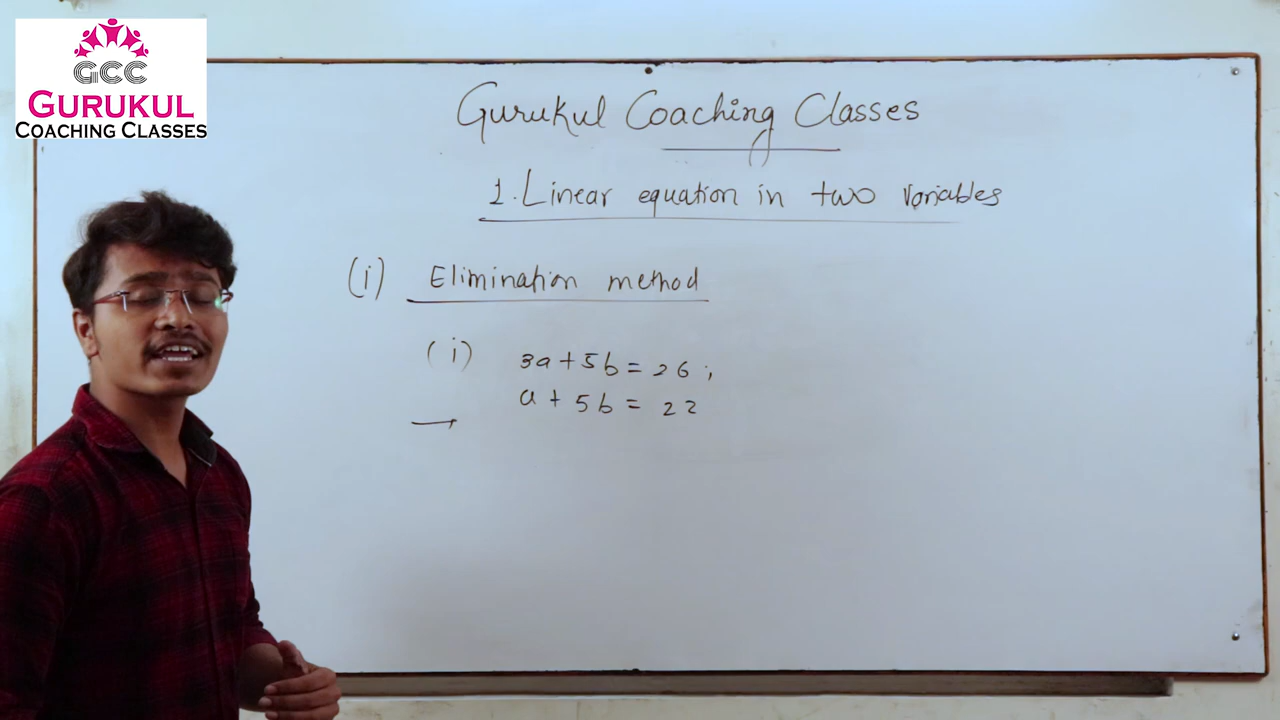 GCC
GURUKUL
COACHING CLASSES
Gurukul Coaching Classes
1. Linear equation in two variables
(i) Elimination method
(i) 3a + 5b = 26 ;
a + 5b = 22